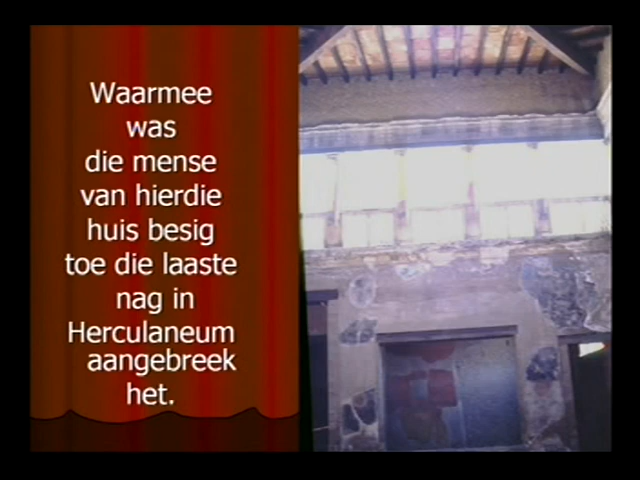 Waarmee
was
die mense
van hierdie
huis besig
toe die laaste
nag in
Herculaneum
aangebreek
het.